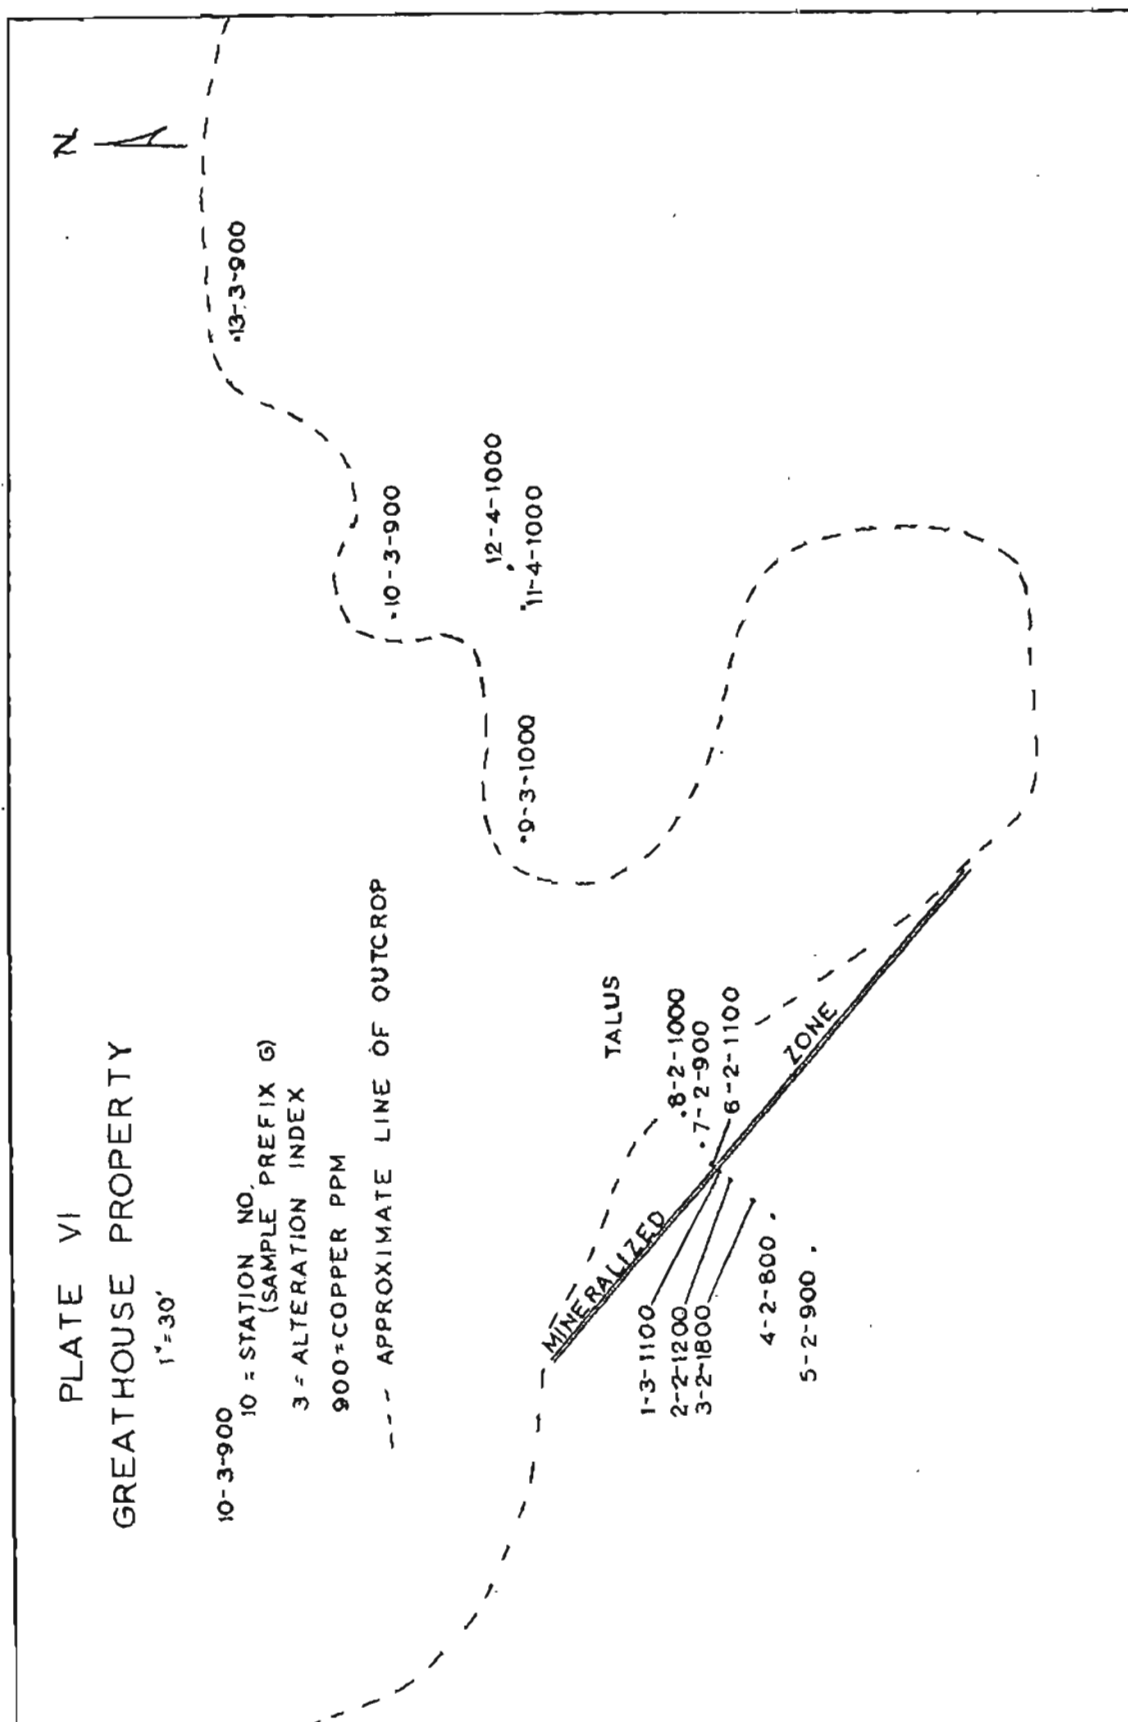 PLATE VI
GREATHOUSE PROPERTY
1"=30'
10-3-900
10 = STATION NO.
(SAMPLE PREFIX G)
3 = ALTERATION INDEX
900=COPPER PPM
--- APPROXIMATE LINE OF OUTCROP
N
13-3-900
10-3-900
12-4-1000
11-4-1000
9-3-1000
TALUS
8-2-1000
7-2-900
6-2-1100
MINERALIZED ZONE
1-3-1100
2-2-1200
3-2-1800
4-2-800
5-2-900